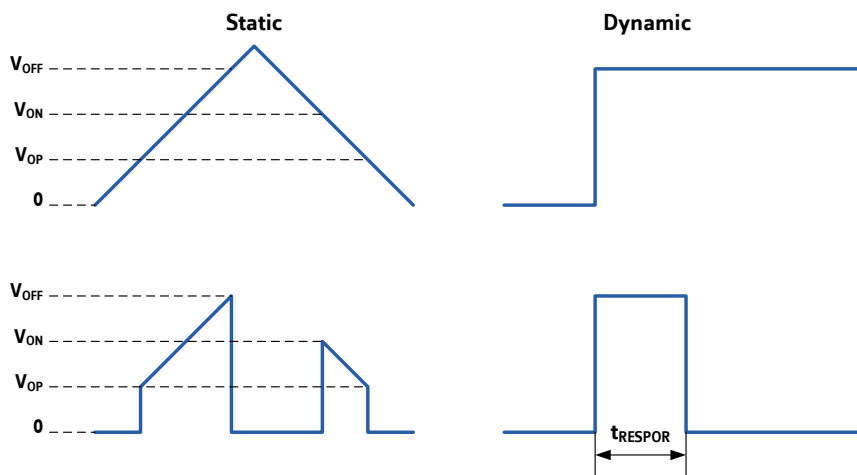 Static
Dynamic
VOFF
VON
VOP
0
VOFF
VON
VOP
0
tRESPOR